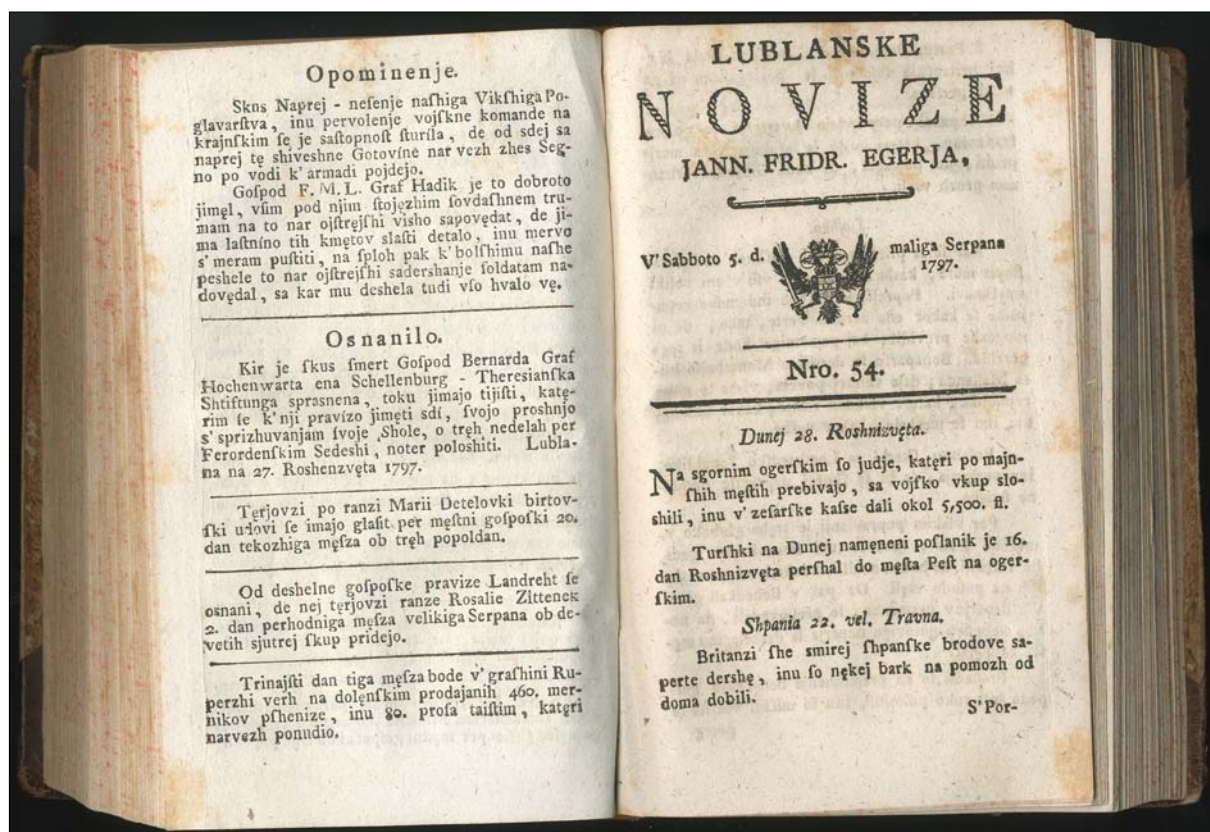 Opominenje.
Skns Naprej - neſenje naſhiga Vikſhiga Po-
glavarſtva, inu pervolenje vojſkne komande na
krajnſkim ſe je saſtopnoſt ſturila, de od sdej sa
naprej tę shiveshne Gotovíne nar vezh zhes Seg-
no po vodi k' armadi pojdejo.
Goſpod F. M. L. Graf Hadik je to dobroto
jimęl, vſim pod njim ſtojęzhim ſovdaſhnem tru-
mam na to nar ojſtręjſhi visho sapovędat, de ji-
ma laſtníno tih kmętov slaſti detalo, inu mervo
s' meram puſtiti, na ſploh pak k' bolſhimu naſhe
peshele to nar ojſtrejſhi sadershanje ſoldatam na-
dovędal, sa kar mu deshela tudi vſo hvalo vę.
Osnanilo.
Kir je ſkus ſmert Goſpod Bernarda Graf
Hochenwarta ena Schellenburg - Thereſianſka
Shtiftunga sprasnena, toku jimajo tijiſti, katę-
rim ſe k' nji pravízo jimęti sdí, ſvojo proshnjo
s' sprizhuvanjam ſvoje Shole, o tręh nedelah per
Ferordenſkim Sedeshi, noter poloshiti. Lubla-
na na 27. Roshenzvęta 1797.
Tęrjovzi po ranzi Marii Detelovki birtov-
ſki udovi ſe imajo glaſit per męſtni goſpoſki 20.
dan tekozhiga męſza ob tręh popoldan.
Od deshelne goſpoſke pravize Landreht ſe
osnani, de nej tęrjovzi ranze Rosalie Zittenek
2. dan perhodniga męſza velikiga Serpana ob de-
vetih sjutrej ſkup pridejo.
Trinajſti dan tiga męſza bode v' graſhini Ru-
perzhi verh na dolęnſkim prodajanih 460. mer-
nikov pſhenize, inu 80. proſa taiſtim, katęri
narvezh ponudio.
LUBLANSKE
NOVIZE
JANN. FRIDR. EGERJA,
V' Sabboto 5. d. maliga Serpana
1797.
Nro. 54.
Dunej 28. Roshnizvęta.
Na sgornim ogerſkim ſo judje, katęri po majn-
ſhih męſtih prebivajo, sa vojſko vkup slo-
shili, inu v' zeſarſke kaſse dali okol 5,500. fl.
Turſhki na Dunej namęneni poſlanik je 16.
dan Roshnizvęta perſhal do męſta Peſt na oger-
ſkim.
Shpania 22. vel. Travna.
Britanzi ſhe smirej ſhpanſke brodove sa-
perte dershę, inu ſo nękej bark na pomozh od
doma dobili.
S' Por-